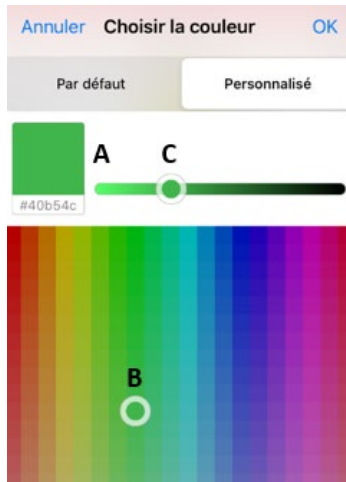 Annuler Choisir la couleur OK
Par défaut Personnalisé
A C
#40b54c
B